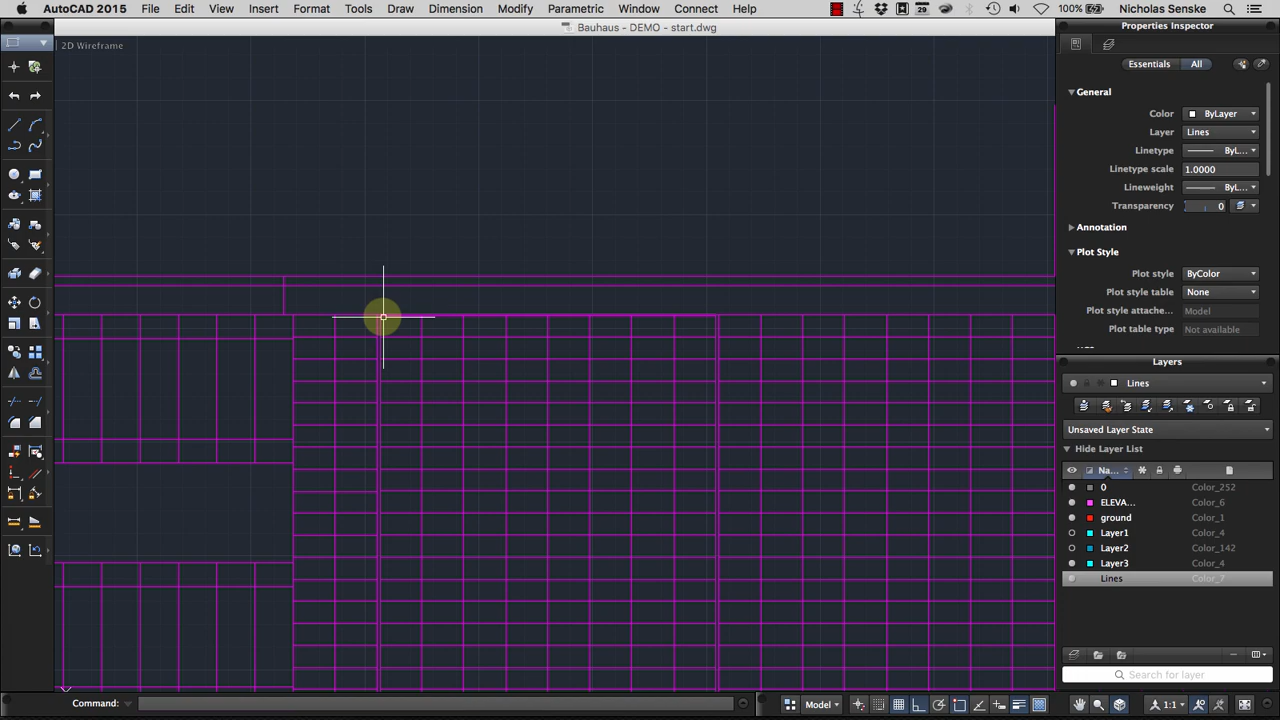 AutoCAD 2015 File Edit View Insert Format Tools Draw Dimension Modify Parametric Window Connect Help 29 100% Nicholas Senske
Bauhaus - DEMO - start.dwg
Properties Inspector
2D Wireframe
Essentials All
General
Color ByLayer
Layer Lines
Linetype ByL...
Linetype scale 1.0000
Lineweight ByL...
Transparency 0
Annotation
Plot Style
Plot style ByColor
Plot style table None
Plot style attache... Model
Plot table type Not available
Layers
Lines
Unsaved Layer State
Hide Layer List
Na...
0 Color_252
ELEVA... Color_6
ground Color_1
Layer1 Color_4
Layer2 Color_142
Layer3 Color_4
Lines Color_7
Search for layer
Command: Model 1:1